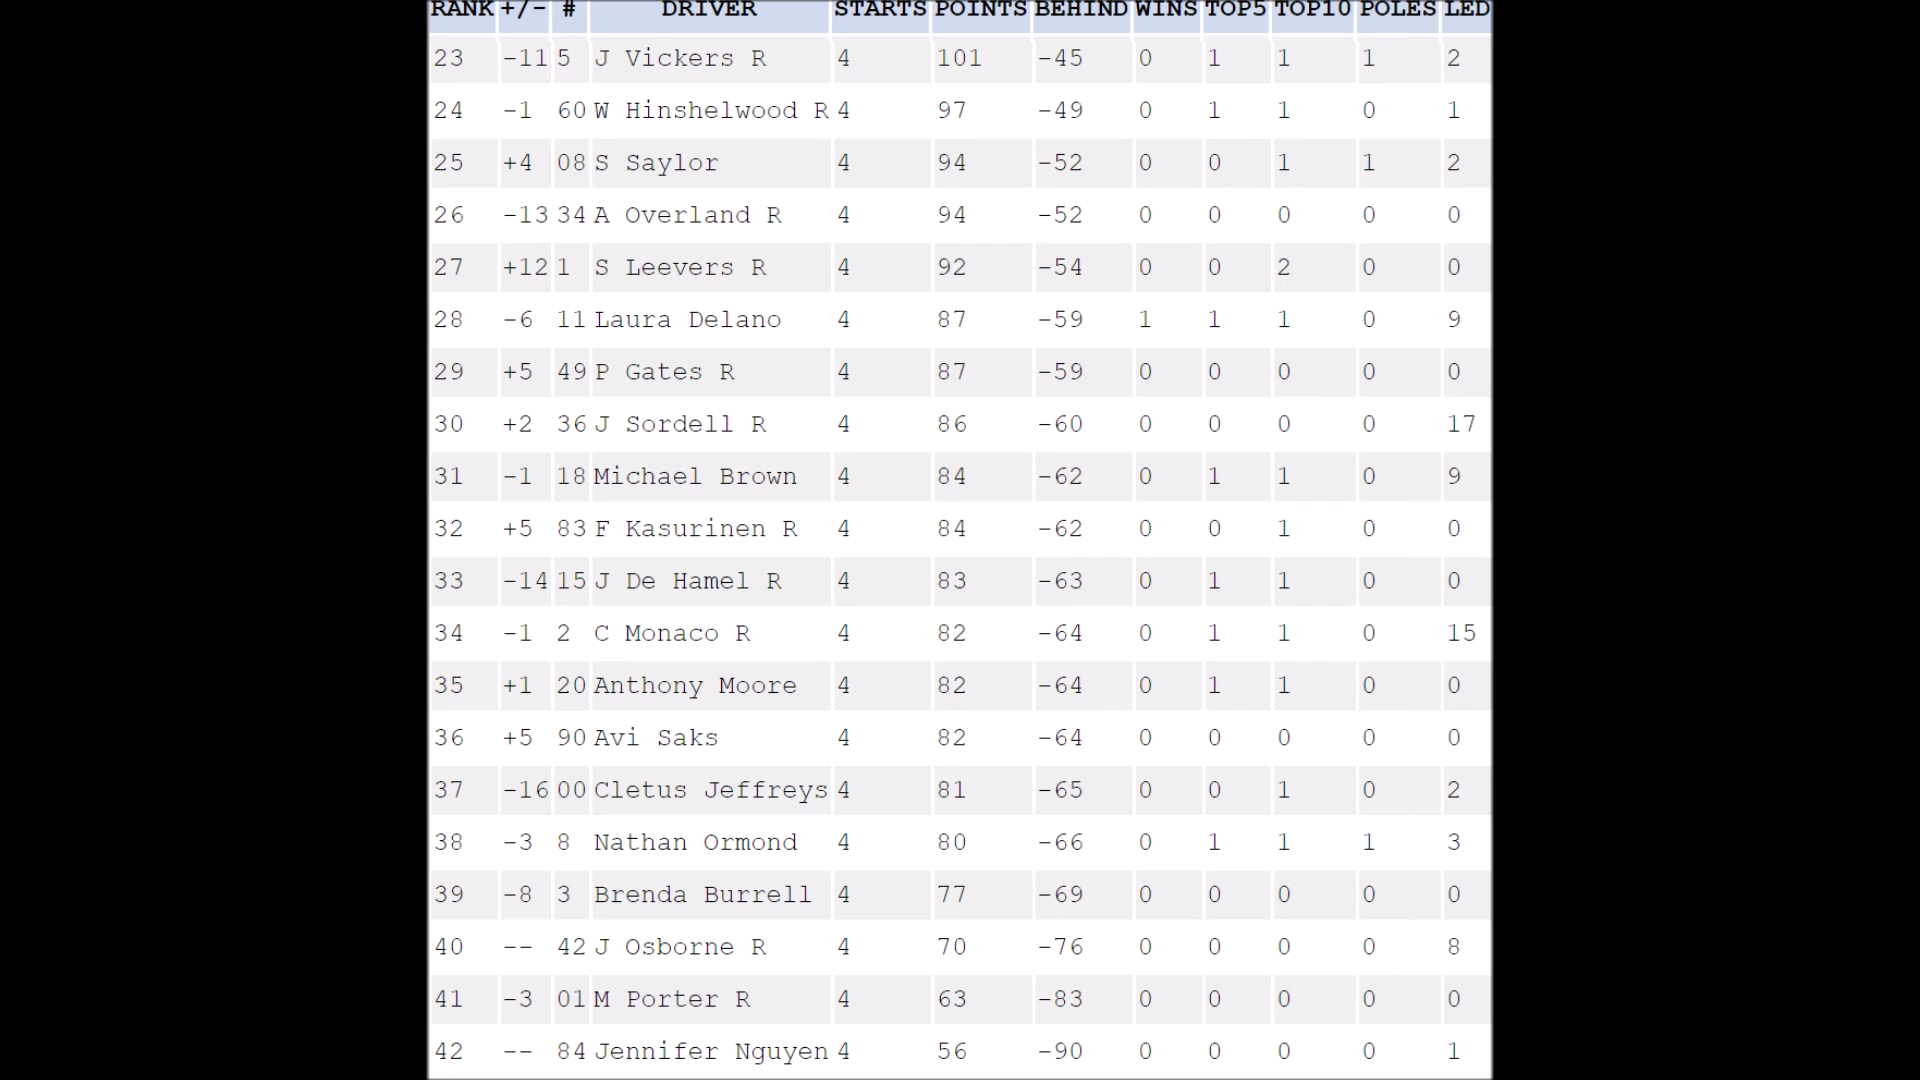 RANK +/- # DRIVER STARTS POINTS BEHIND WINS TOP5 TOP10 POLES LED
23 -11 5 J Vickers R 4 101 -45 0 1 1 1 2
24 -1 60 W Hinshelwood R 4 97 -49 0 1 1 0 1
25 +4 08 S Saylor 4 94 -52 0 0 1 1 2
26 -13 34 A Overland R 4 94 -52 0 0 0 0 0
27 +12 1 S Leevers R 4 92 -54 0 0 2 0 0
28 -6 11 Laura Delano 4 87 -59 1 1 1 0 9
29 +5 49 P Gates R 4 87 -59 0 0 0 0 0
30 +2 36 J Sordell R 4 86 -60 0 0 0 0 17
31 -1 18 Michael Brown 4 84 -62 0 1 1 0 9
32 +5 83 F Kasurinen R 4 84 -62 0 0 1 0 0
33 -14 15 J De Hamel R 4 83 -63 0 1 1 0 0
34 -1 2 C Monaco R 4 82 -64 0 1 1 0 15
35 +1 20 Anthony Moore 4 82 -64 0 1 1 0 0
36 +5 90 Avi Saks 4 82 -64 0 0 0 0 0
37 -16 00 Cletus Jeffreys 4 81 -65 0 0 1 0 2
38 -3 8 Nathan Ormond 4 80 -66 0 1 1 1 3
39 -8 3 Brenda Burrell 4 77 -69 0 0 0 0 0
40 -- 42 J Osborne R 4 70 -76 0 0 0 0 8
41 -3 01 M Porter R 4 63 -83 0 0 0 0 0
42 -- 84 Jennifer Nguyen 4 56 -90 0 0 0 0 1